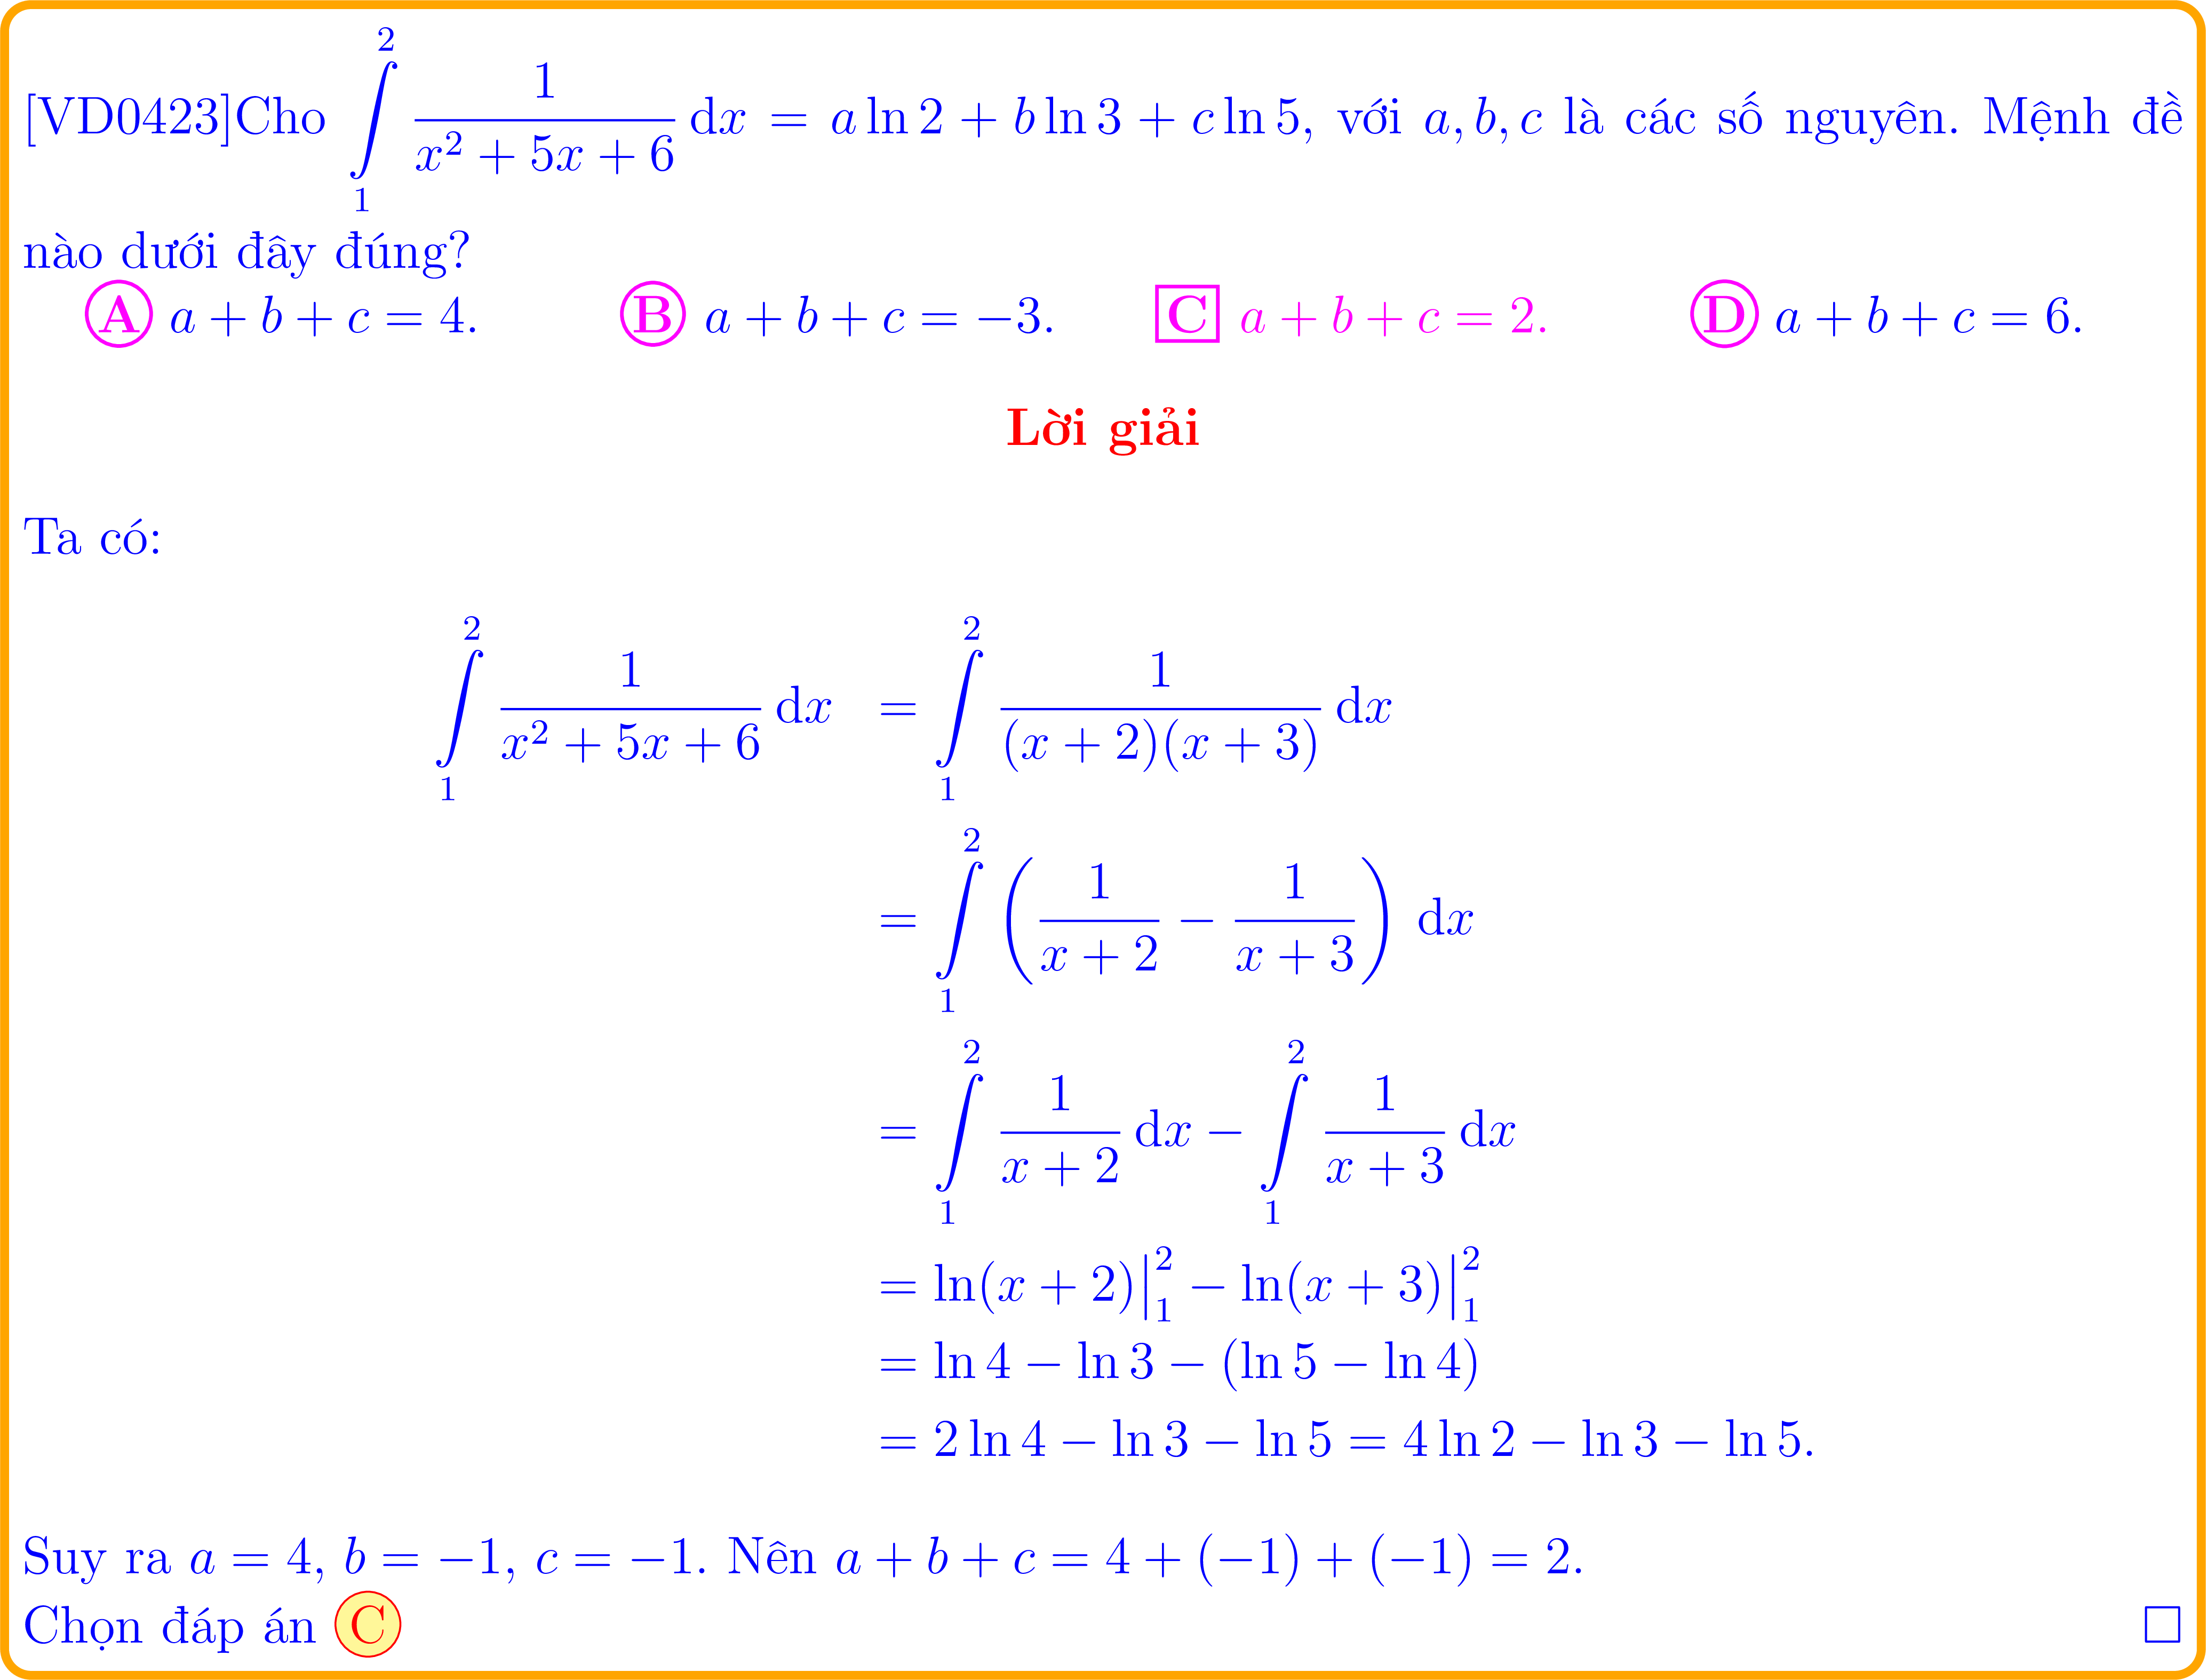 [VD0423]Cho $\int\limits_1^2 \frac{1}{x^2+5x+6}\,\mathrm{d}x = a\ln 2 + b\ln 3 + c\ln 5$, với $a, b, c$ là các số nguyên. Mệnh đề
nào dưới đây đúng?
Ⓐ $a+b+c=4$. Ⓑ $a+b+c=-3$. C $a+b+c=2$. Ⓓ $a+b+c=6$.
Lời giải
Ta có:
$\int\limits_1^2 \frac{1}{x^2+5x+6}\,\mathrm{d}x = \int\limits_1^2 \frac{1}{(x+2)(x+3)}\,\mathrm{d}x$
$= \int\limits_1^2 \left(\frac{1}{x+2} - \frac{1}{x+3}\right)\,\mathrm{d}x$
$= \int\limits_1^2 \frac{1}{x+2}\,\mathrm{d}x - \int\limits_1^2 \frac{1}{x+3}\,\mathrm{d}x$
$= \ln(x+2)\Big|_1^2 - \ln(x+3)\Big|_1^2$
$= \ln 4 - \ln 3 - (\ln 5 - \ln 4)$
$= 2\ln 4 - \ln 3 - \ln 5 = 4\ln 2 - \ln 3 - \ln 5.$
Suy ra $a=4$, $b=-1$, $c=-1$. Nên $a+b+c=4+(-1)+(-1)=2$.
Chọn đáp án Ⓒ □